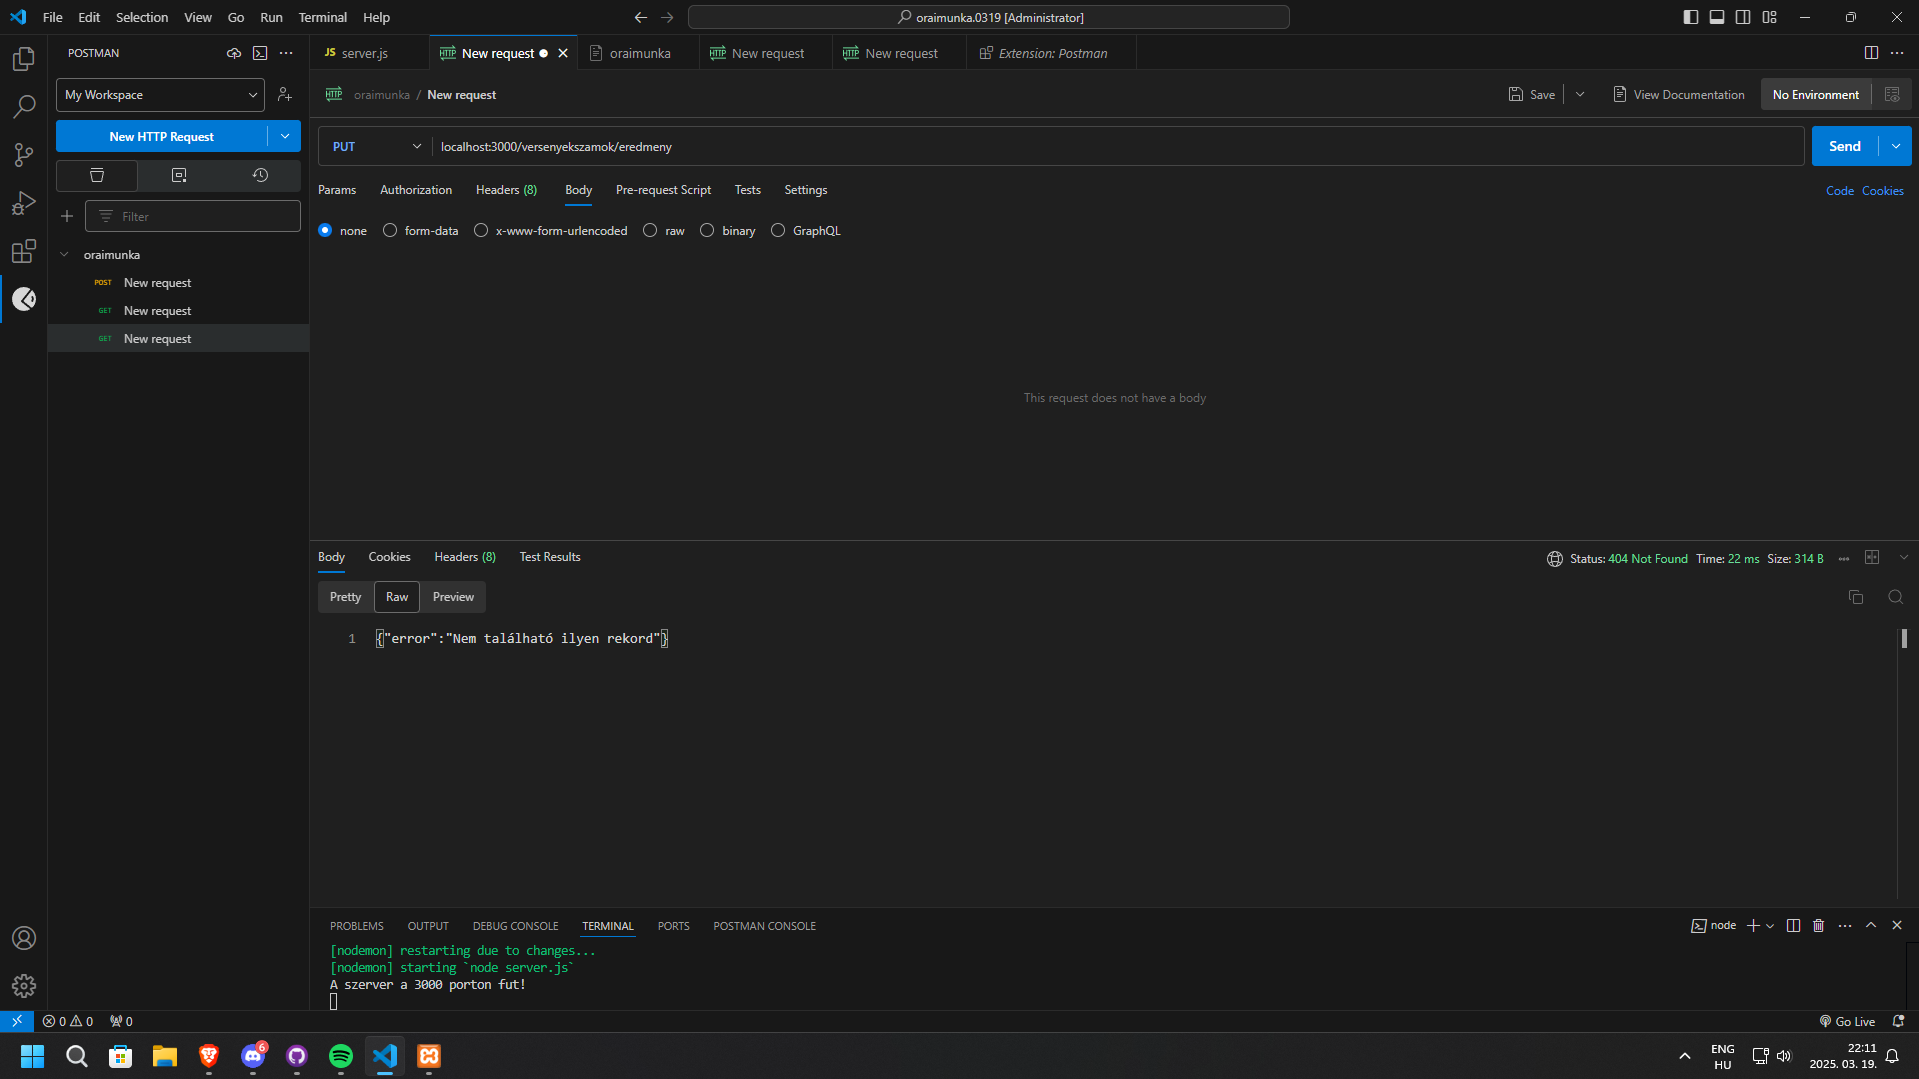 File Edit Selection View Go Run Terminal Help
oraimunka.0319 [Administrator]
POSTMAN
JS server.js
New request
oraimunka
New request
New request
Extension: Postman
My Workspace
oraimunka / New request
Save
View Documentation
No Environment
New HTTP Request
PUT
localhost:3000/versenyekszamok/eredmeny
Send
Params Authorization Headers (8) Body Pre-request Script Tests Settings
Code Cookies
Filter
none form-data x-www-form-urlencoded raw binary GraphQL
oraimunka
POST New request
GET New request
GET New request
This request does not have a body
Body Cookies Headers (8) Test Results
Status: 404 Not Found Time: 22 ms Size: 314 B
Pretty Raw Preview
1 {"error":"Nem található ilyen rekord"}
PROBLEMS OUTPUT DEBUG CONSOLE TERMINAL PORTS POSTMAN CONSOLE
node
[nodemon] restarting due to changes...
[nodemon] starting `node server.js`
A szerver a 3000 porton fut!
0 0 0
Go Live
6
ENG
HU
22:11
2025. 03. 19.